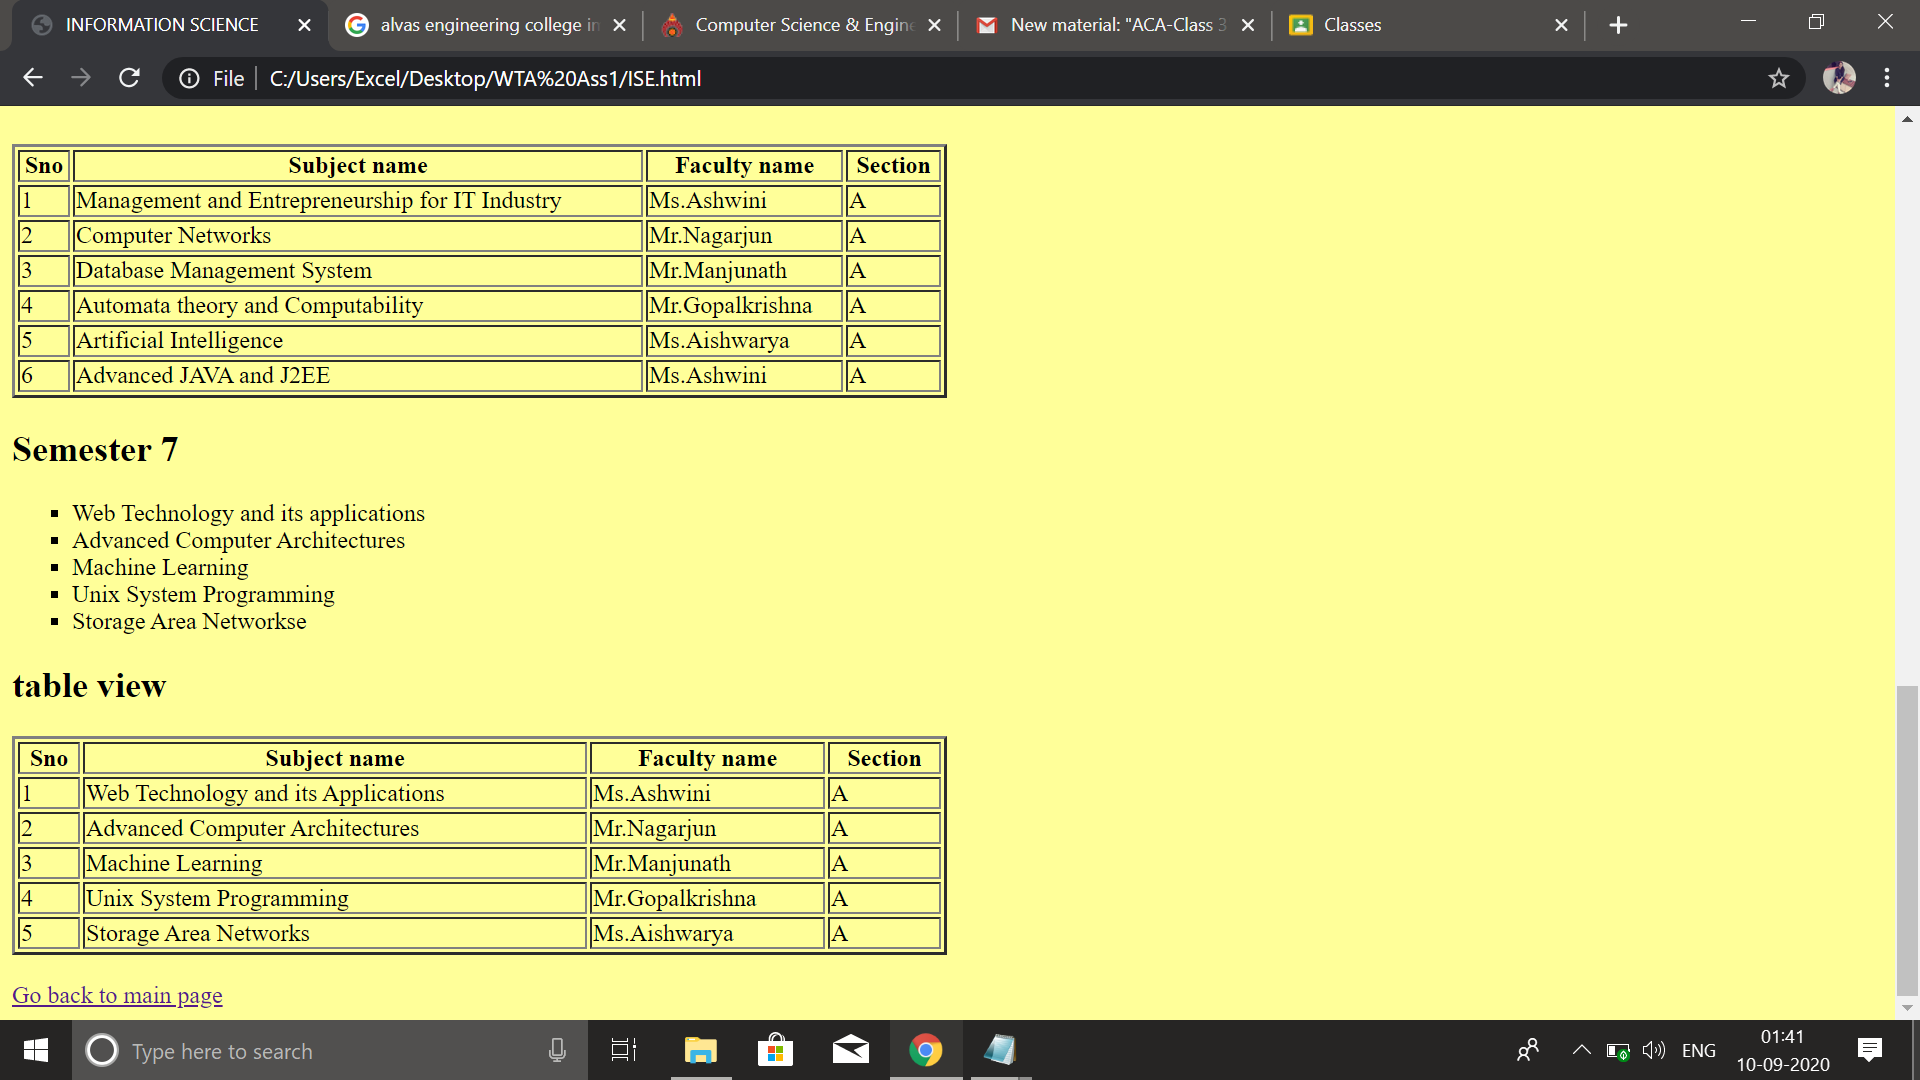 INFORMATION SCIENCE
alvas engineering college in
Computer Science & Engine
New material: "ACA-Class 3
Classes
File C:/Users/Excel/Desktop/WTA%20Ass1/ISE.html
Sno Subject name Faculty name Section
1 Management and Entrepreneurship for IT Industry Ms.Ashwini A
2 Computer Networks Mr.Nagarjun A
3 Database Management System Mr.Manjunath A
4 Automata theory and Computability Mr.Gopalkrishna A
5 Artificial Intelligence Ms.Aishwarya A
6 Advanced JAVA and J2EE Ms.Ashwini A
Semester 7
Web Technology and its applications
Advanced Computer Architectures
Machine Learning
Unix System Programming
Storage Area Networkse
table view
Sno Subject name Faculty name Section
1 Web Technology and its Applications Ms.Ashwini A
2 Advanced Computer Architectures Mr.Nagarjun A
3 Machine Learning Mr.Manjunath A
4 Unix System Programming Mr.Gopalkrishna A
5 Storage Area Networks Ms.Aishwarya A
Go back to main page
Type here to search
ENG
01:41
10-09-2020